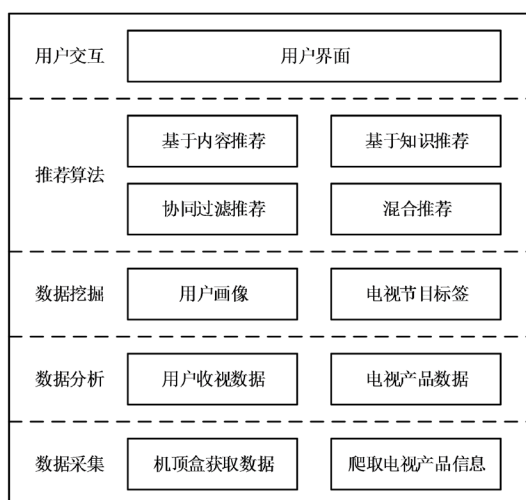 用户交互
用户界面
推荐算法
基于内容推荐
基于知识推荐
协同过滤推荐
混合推荐
数据挖掘
用户画像
电视节目标签
数据分析
用户收视数据
电视产品数据
数据采集
机顶盒获取数据
爬取电视产品信息